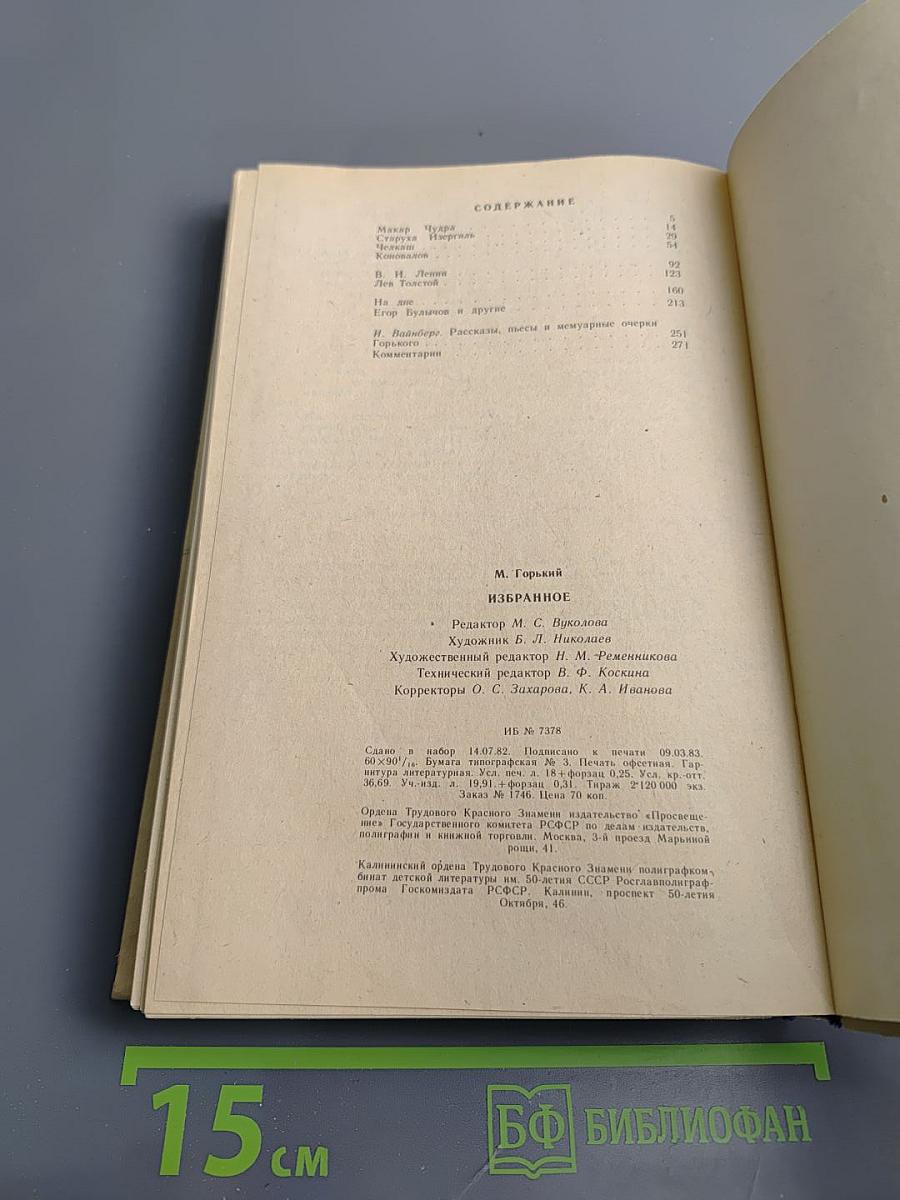 СОДЕРЖАНИЕ
Макар Чудра . . . 5
Старуха Изергиль . . . 14
Челкаш . . . 29
Коновалов . . . 54
В. И. Ленин . . . 92
Лев Толстой . . . 123
На дне . . . 160
Егор Булычов и другие . . . 213
И. Вайнберг. Рассказы, пьесы и мемуарные очерки
Горького . . . 251
Комментарии . . . 271
М. Горький
ИЗБРАННОЕ
Редактор М. С. Вуколова
Художник Б. Л. Николаев
Художественный редактор Н. М. Ременникова
Технический редактор В. Ф. Коскина
Корректоры О. С. Захарова, К. А. Иванова
ИБ № 7378
Сдано в набор 14.07.82. Подписано к печати 09.03.83.
60×90¹/₁₆. Бумага типографская № 3. Печать офсетная. Гар-
нитура литературная. Усл. печ. л. 18+форзац 0,25. Усл. кр.-отт.
36,69. Уч.-изд. л. 19,91.+форзац 0,31. Тираж 2 120 000 экз.
Заказ № 1746. Цена 70 коп.
Ордена Трудового Красного Знамени издательство «Просвеще-
ние» Государственного комитета РСФСР по делам издательств,
полиграфии и книжной торговли. Москва, 3-й проезд Марьиной
рощи, 41.
Калининский ордена Трудового Красного Знамени полиграфком-
бинат детской литературы им. 50-летия СССР Росглавполиграф-
прома Госкомиздата РСФСР. Калинин, проспект 50-летия
Октября, 46.
15 см
БФ БИБЛИОФАН